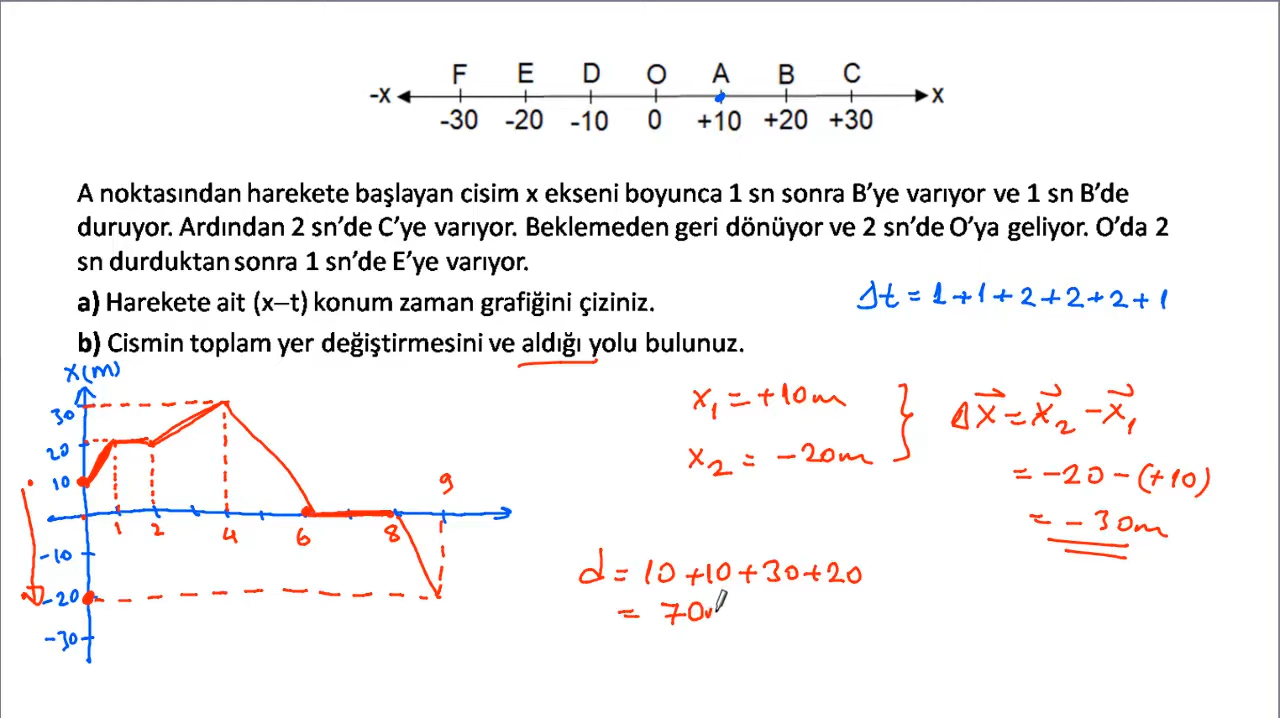 F E D O A B C
-x x
-30 -20 -10 0 +10 +20 +30
A noktasından harekete başlayan cisim x ekseni boyunca 1 sn sonra B’ye varıyor ve 1 sn B’de
duruyor. Ardından 2 sn’de C’ye varıyor. Beklemeden geri dönüyor ve 2 sn’de O’ya geliyor. O’da 2
sn durduktan sonra 1 sn’de E’ye varıyor.
a) Harekete ait (x–t) konum zaman grafiğini çiziniz.
Δt = 1+1+2+2+2+1
b) Cismin toplam yer değiştirmesini ve aldığı yolu bulunuz.
x(m)
30
20
10
-10
-20
-30
1 2 4 6 8 9
x₁ = +10m
x₂ = -20m
Δx = x₂ - x₁
= -20 - (+10)
= -30m
d = 10 +10 +30+20
= 70